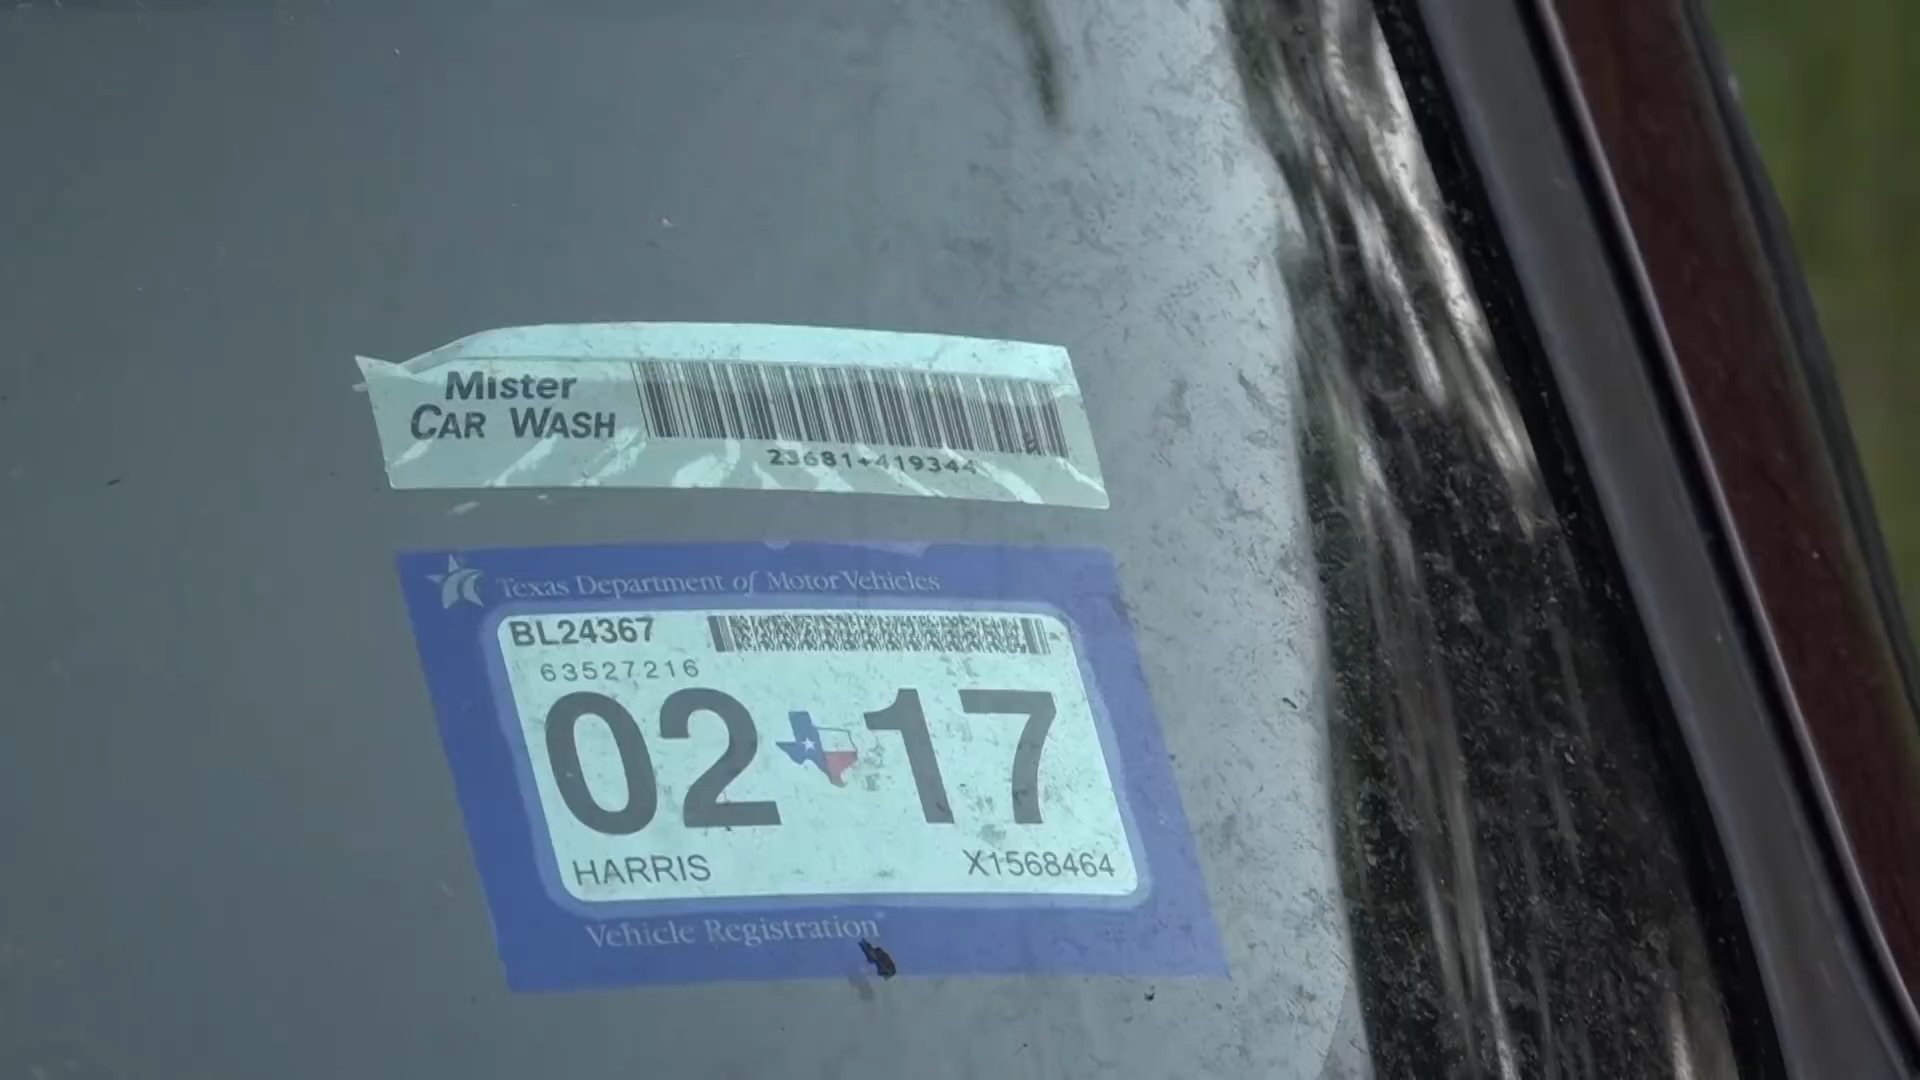 Mister
CAR WASH
23681+419344
Texas Department of Motor Vehicles
BL24367
63527216
02 17
HARRIS
X1568464
Vehicle Registration